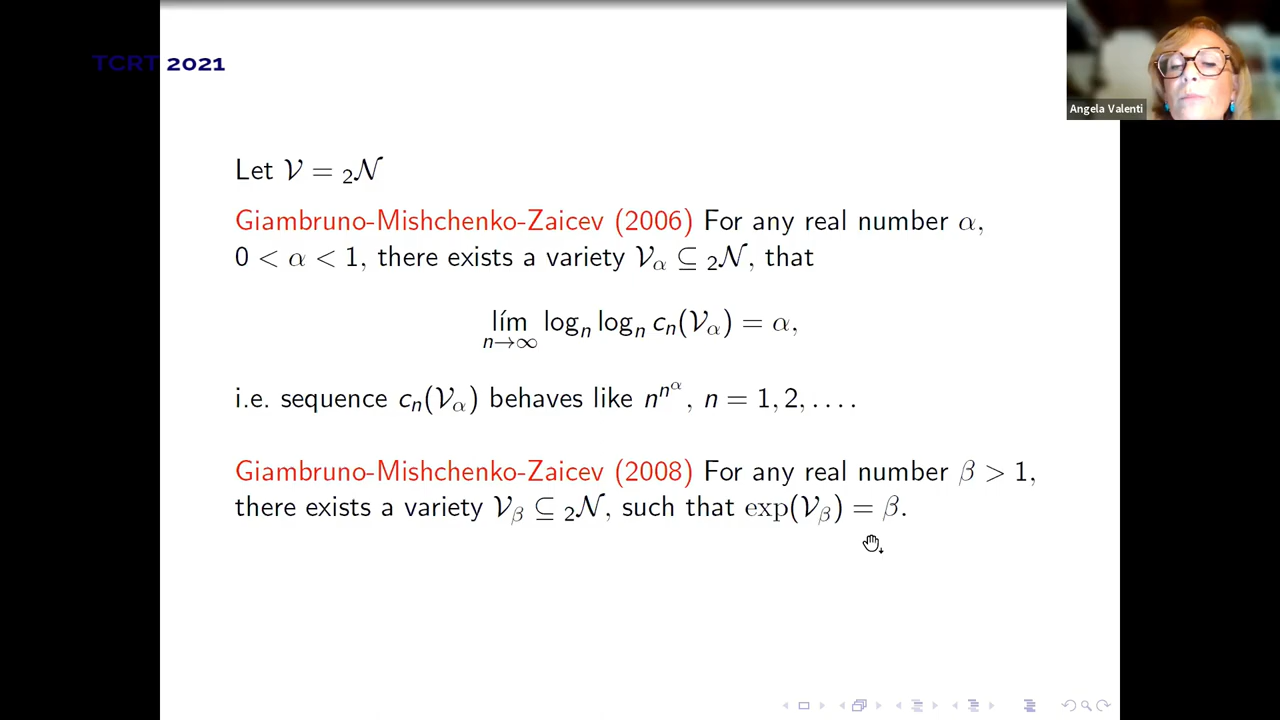 TCRT 2021
Angela Valenti
Let 𝒱 = ₂𝒩
Giambruno-Mishchenko-Zaicev (2006) For any real number α,
0 < α < 1, there exists a variety 𝒱_α ⊆ ₂𝒩, that
lím_{n→∞} log_n log_n c_n(𝒱_α) = α,
i.e. sequence c_n(𝒱_α) behaves like n^{n^α}, n = 1, 2, . . . .
Giambruno-Mishchenko-Zaicev (2008) For any real number β > 1,
there exists a variety 𝒱_β ⊆ ₂𝒩, such that exp(𝒱_β) = β.